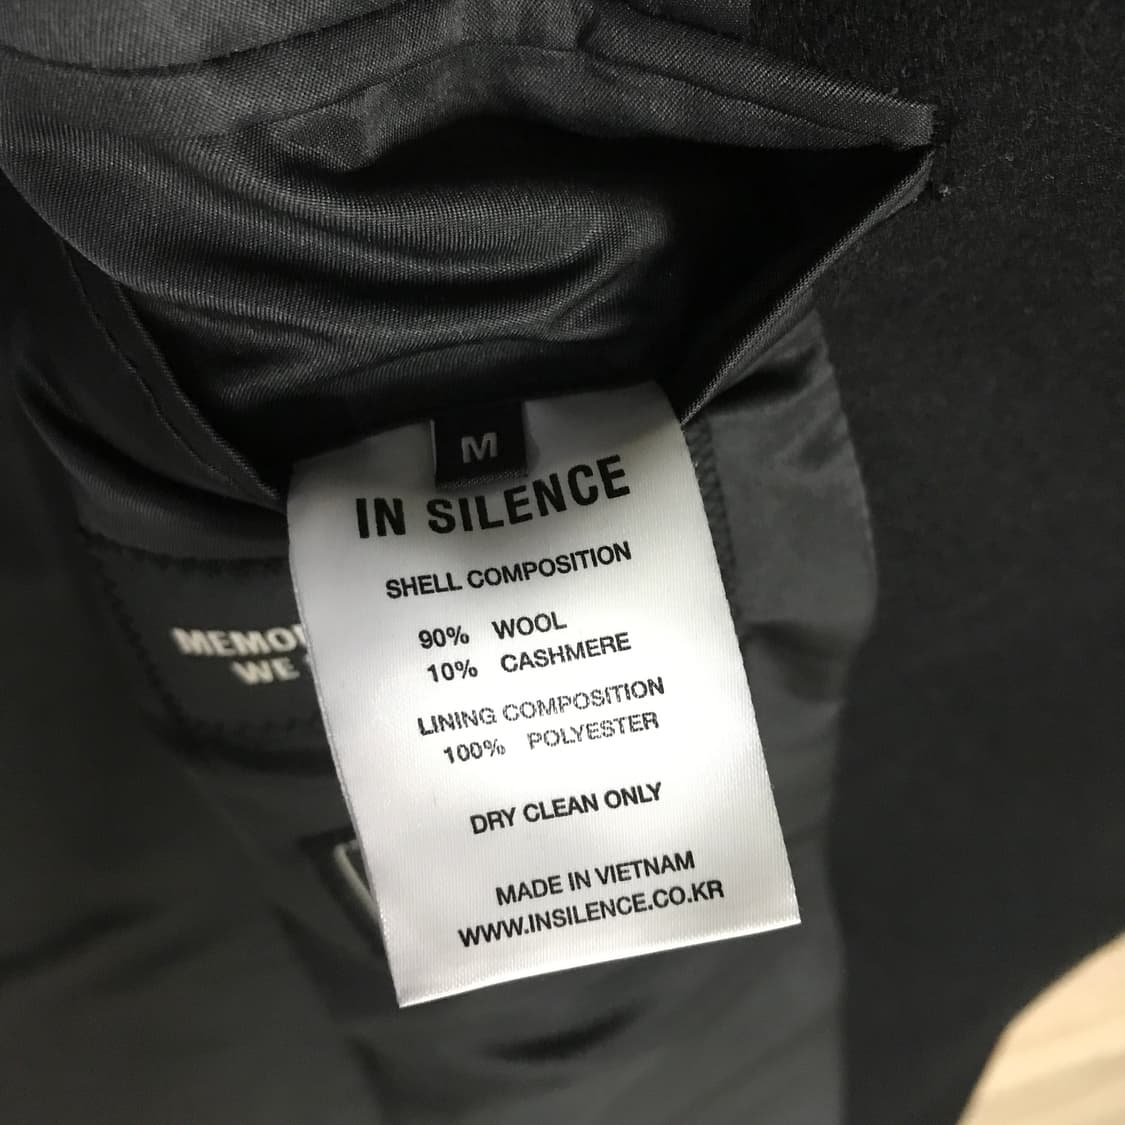 M
IN SILENCE
SHELL COMPOSITION
90% WOOL
10% CASHMERE
LINING COMPOSITION
100% POLYESTER
DRY CLEAN ONLY
MADE IN VIETNAM
WWW.INSILENCE.CO.KR
WE